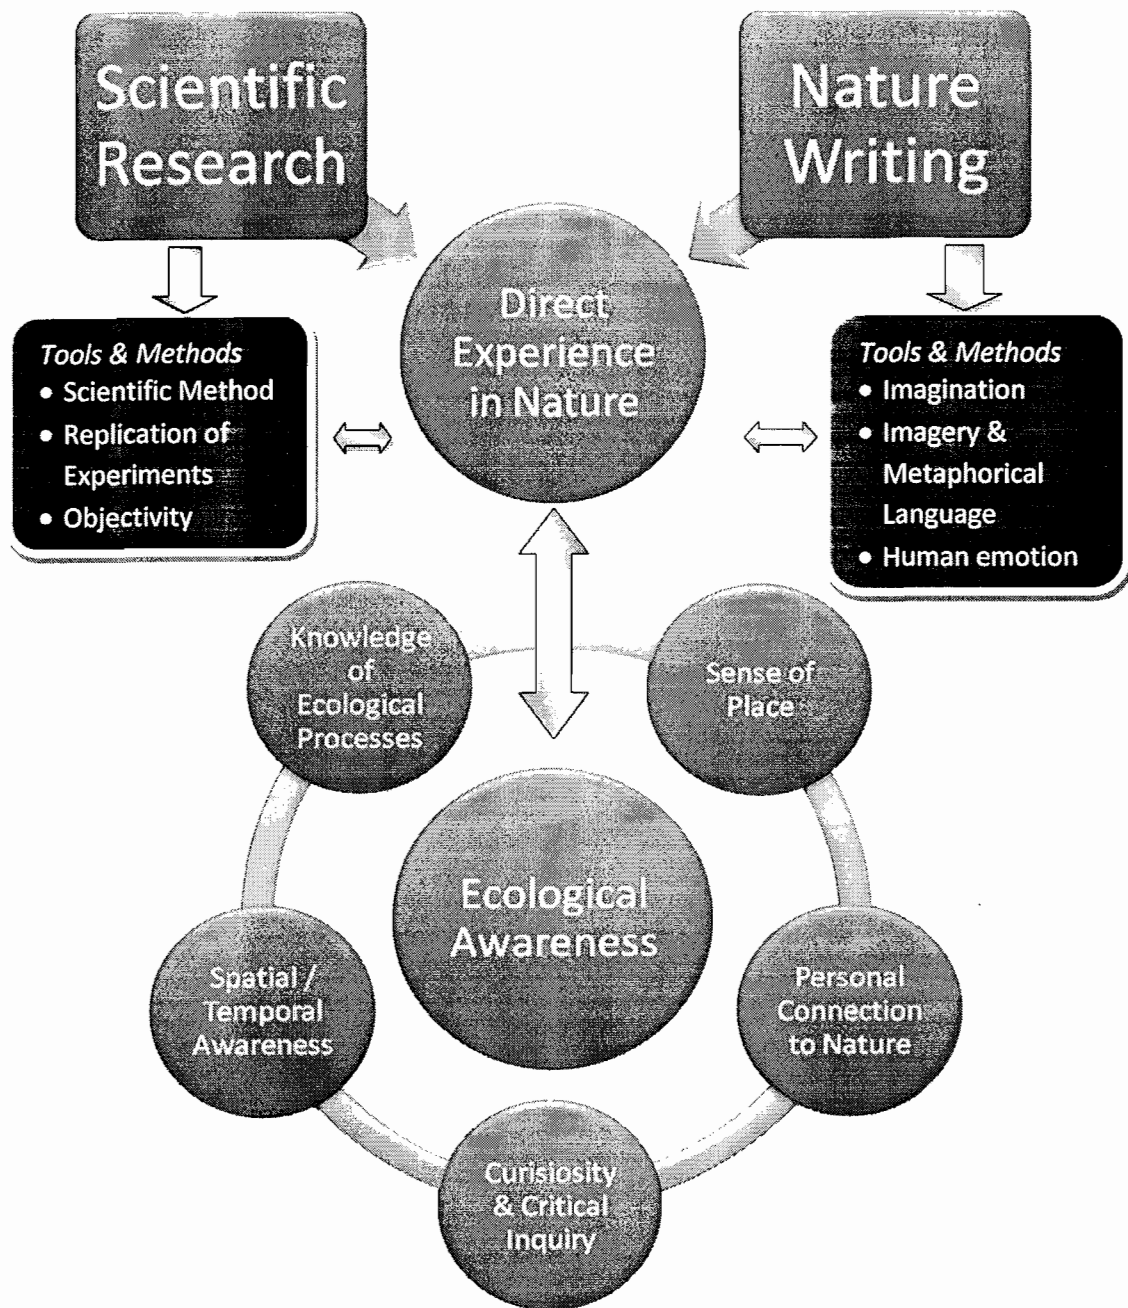 Scientific
Research
Nature
Writing
Direct
Experience
in Nature
Tools & Methods
• Scientific Method
• Replication of
Experiments
• Objectivity
Tools & Methods
• Imagination
• Imagery &
Metaphorical
Language
• Human emotion
Knowledge
of
Ecological
Processes
Sense of
Place
Ecological
Awareness
Spatial /
Temporal
Awareness
Personal
Connection
to Nature
Curisiosity
& Critical
Inquiry